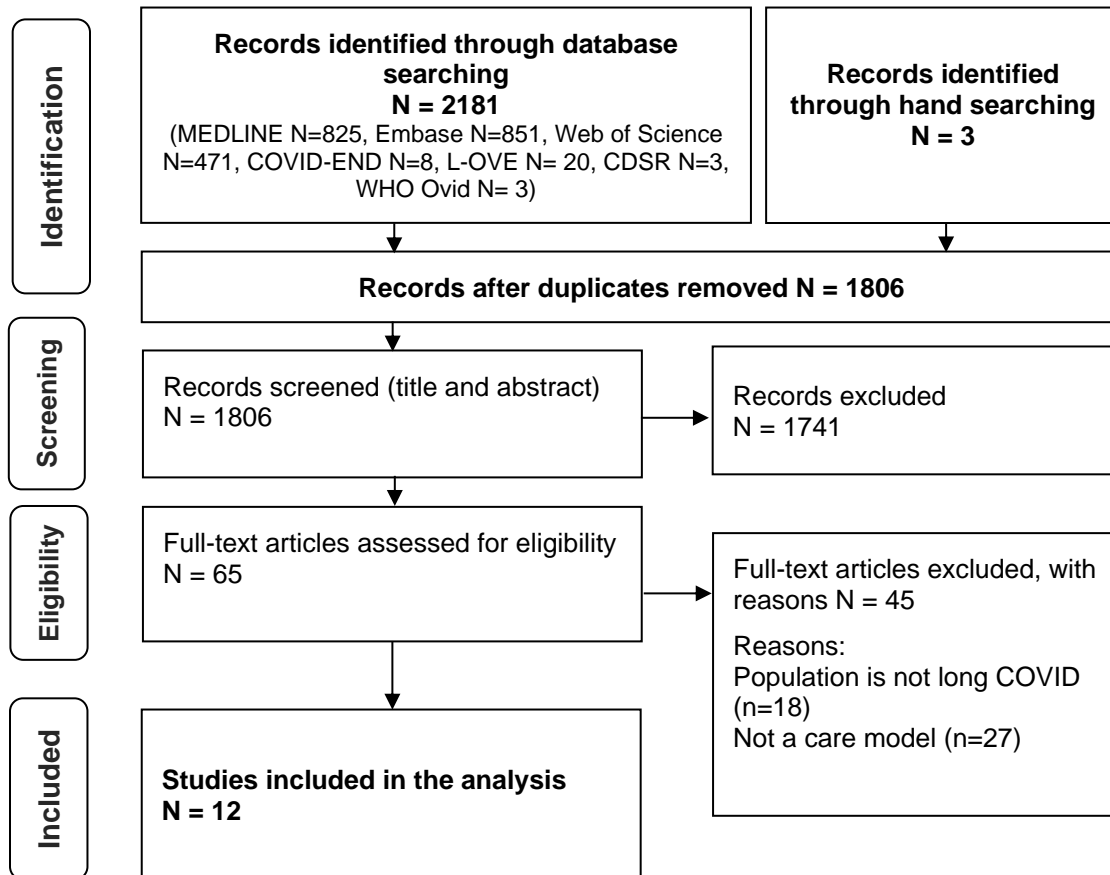 Identification
Records identified through database
searching
N = 2181
(MEDLINE N=825, Embase N=851, Web of Science
N=471, COVID-END N=8, L-OVE N= 20, CDSR N=3,
WHO Ovid N= 3)
Records identified
through hand searching
N = 3
Records after duplicates removed N = 1806
Screening
Records screened (title and abstract)
N = 1806
Records excluded
N = 1741
Eligibility
Full-text articles assessed for eligibility
N = 65
Full-text articles excluded, with
reasons N = 45
Reasons:
Population is not long COVID
(n=18)
Not a care model (n=27)
Included
Studies included in the analysis
N = 12